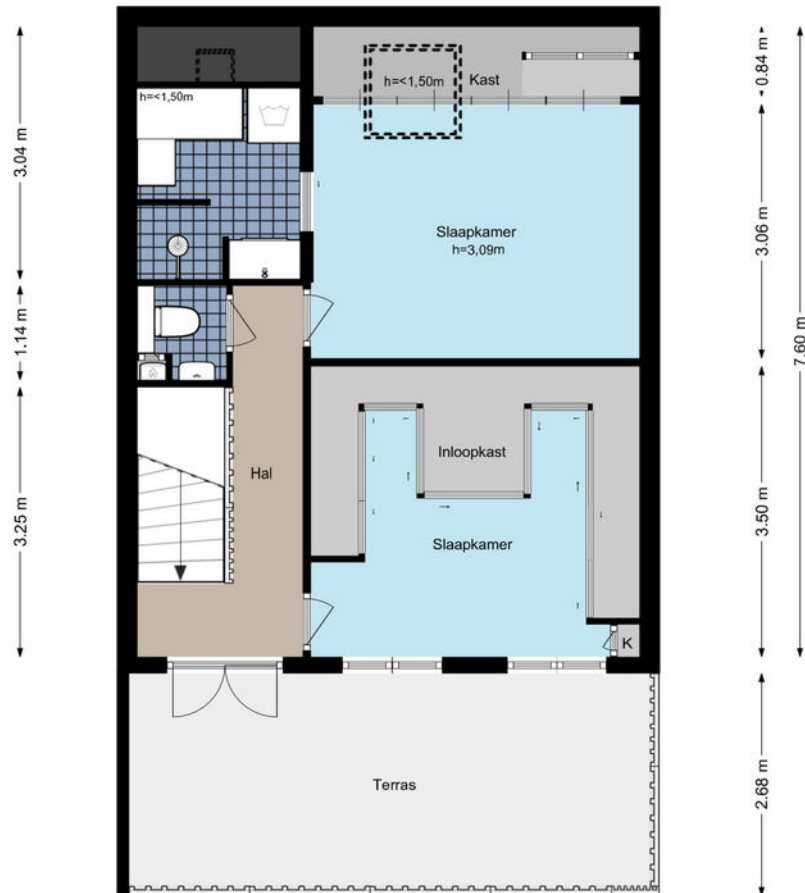 h=<1,50m
h=<1,50m
Kast
0.84 m
3.04 m
Slaapkamer
h=3,09m
3.06 m
7.60 m
1.14 m
Hal
Inloopkast
Slaapkamer
3.25 m
3.50 m
K
Terras
2.68 m